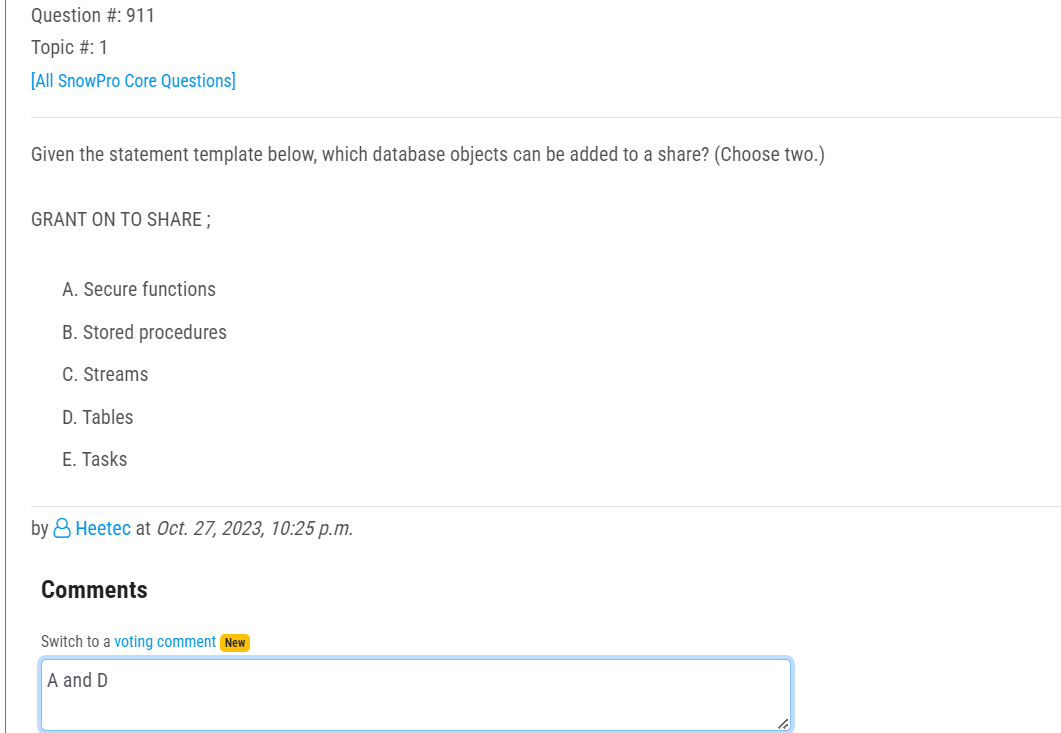 Question #: 911
Topic #: 1
[All SnowPro Core Questions]
Given the statement template below, which database objects can be added to a share? (Choose two.)
GRANT ON TO SHARE ;
A. Secure functions
B. Stored procedures
C. Streams
D. Tables
E. Tasks
by Heetec at Oct. 27, 2023, 10:25 p.m.
Comments
Switch to a voting comment New
A and D